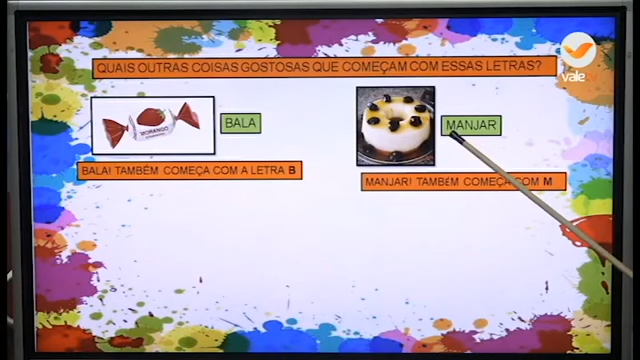 QUAIS OUTRAS COISAS GOSTOSAS QUE COMEÇAM COM ESSAS LETRAS?
vale
MORANGO
BALA
MANJAR
BALA! TAMBÉM COMEÇA COM A LETRA B
MANJAR! TAMBÉM COMEÇA COM M